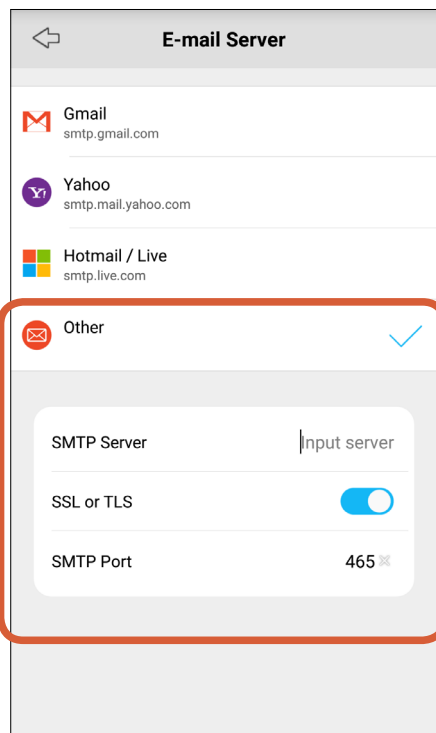 E-mail Server
Gmail
smtp.gmail.com
Yahoo
smtp.mail.yahoo.com
Hotmail / Live
smtp.live.com
Other
SMTP Server Input server
SSL or TLS
SMTP Port 465